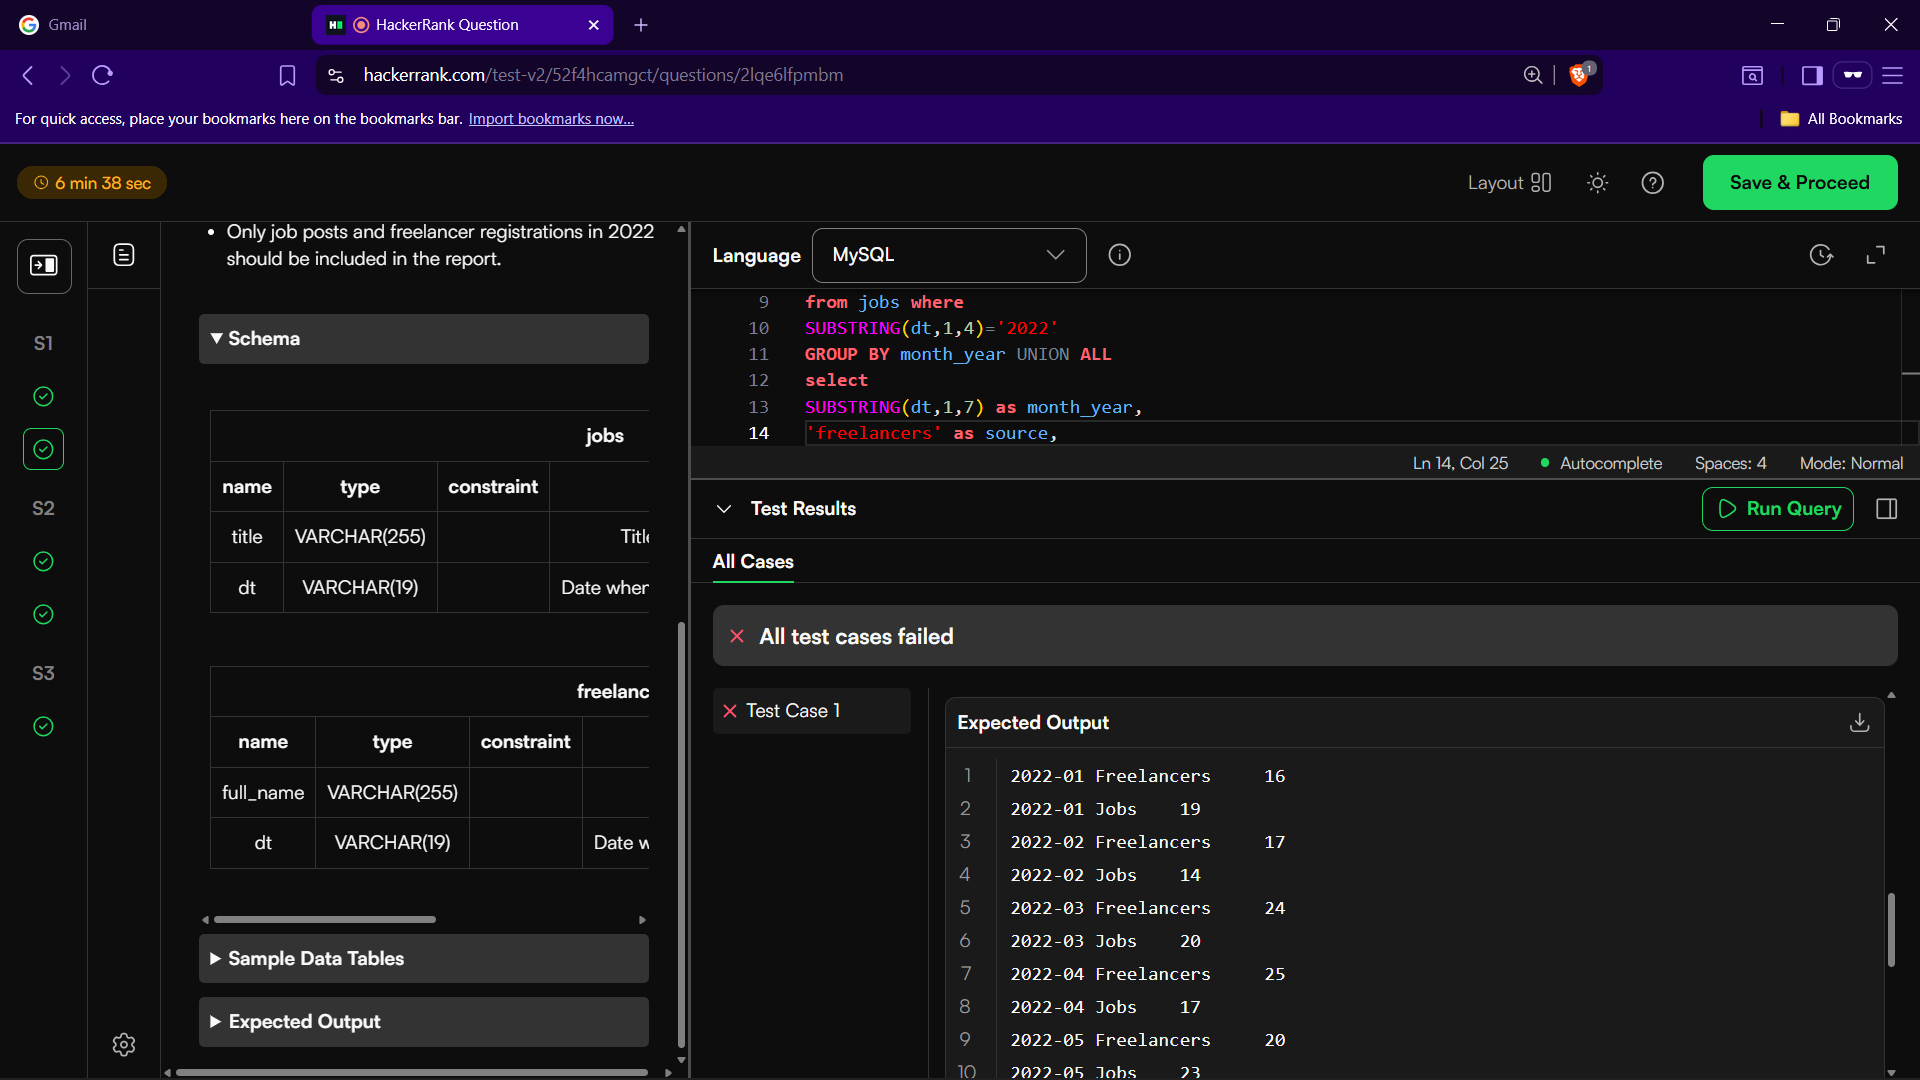 Gmail
HackerRank Question
hackerrank.com/test-v2/52f4hcamgct/questions/2lqe6lfpmbm
1
For quick access, place your bookmarks here on the bookmarks bar. Import bookmarks now...
All Bookmarks
6 min 38 sec
Layout
Save & Proceed
S1
S2
S3
Only job posts and freelancer registrations in 2022
should be included in the report.
Schema
jobs
name type constraint
title VARCHAR(255) Title
dt VARCHAR(19) Date when
freelanc
name type constraint
full_name VARCHAR(255)
dt VARCHAR(19) Date w
Sample Data Tables
Expected Output
Language MySQL
9 from jobs where
10 SUBSTRING(dt,1,4)='2022'
11 GROUP BY month_year UNION ALL
12 select
13 SUBSTRING(dt,1,7) as month_year,
14 'freelancers' as source,
Ln 14, Col 25 Autocomplete Spaces: 4 Mode: Normal
Test Results
Run Query
All Cases
All test cases failed
Test Case 1
Expected Output
1 2022-01 Freelancers 16
2 2022-01 Jobs 19
3 2022-02 Freelancers 17
4 2022-02 Jobs 14
5 2022-03 Freelancers 24
6 2022-03 Jobs 20
7 2022-04 Freelancers 25
8 2022-04 Jobs 17
9 2022-05 Freelancers 20
10 2022-05 Jobs 23